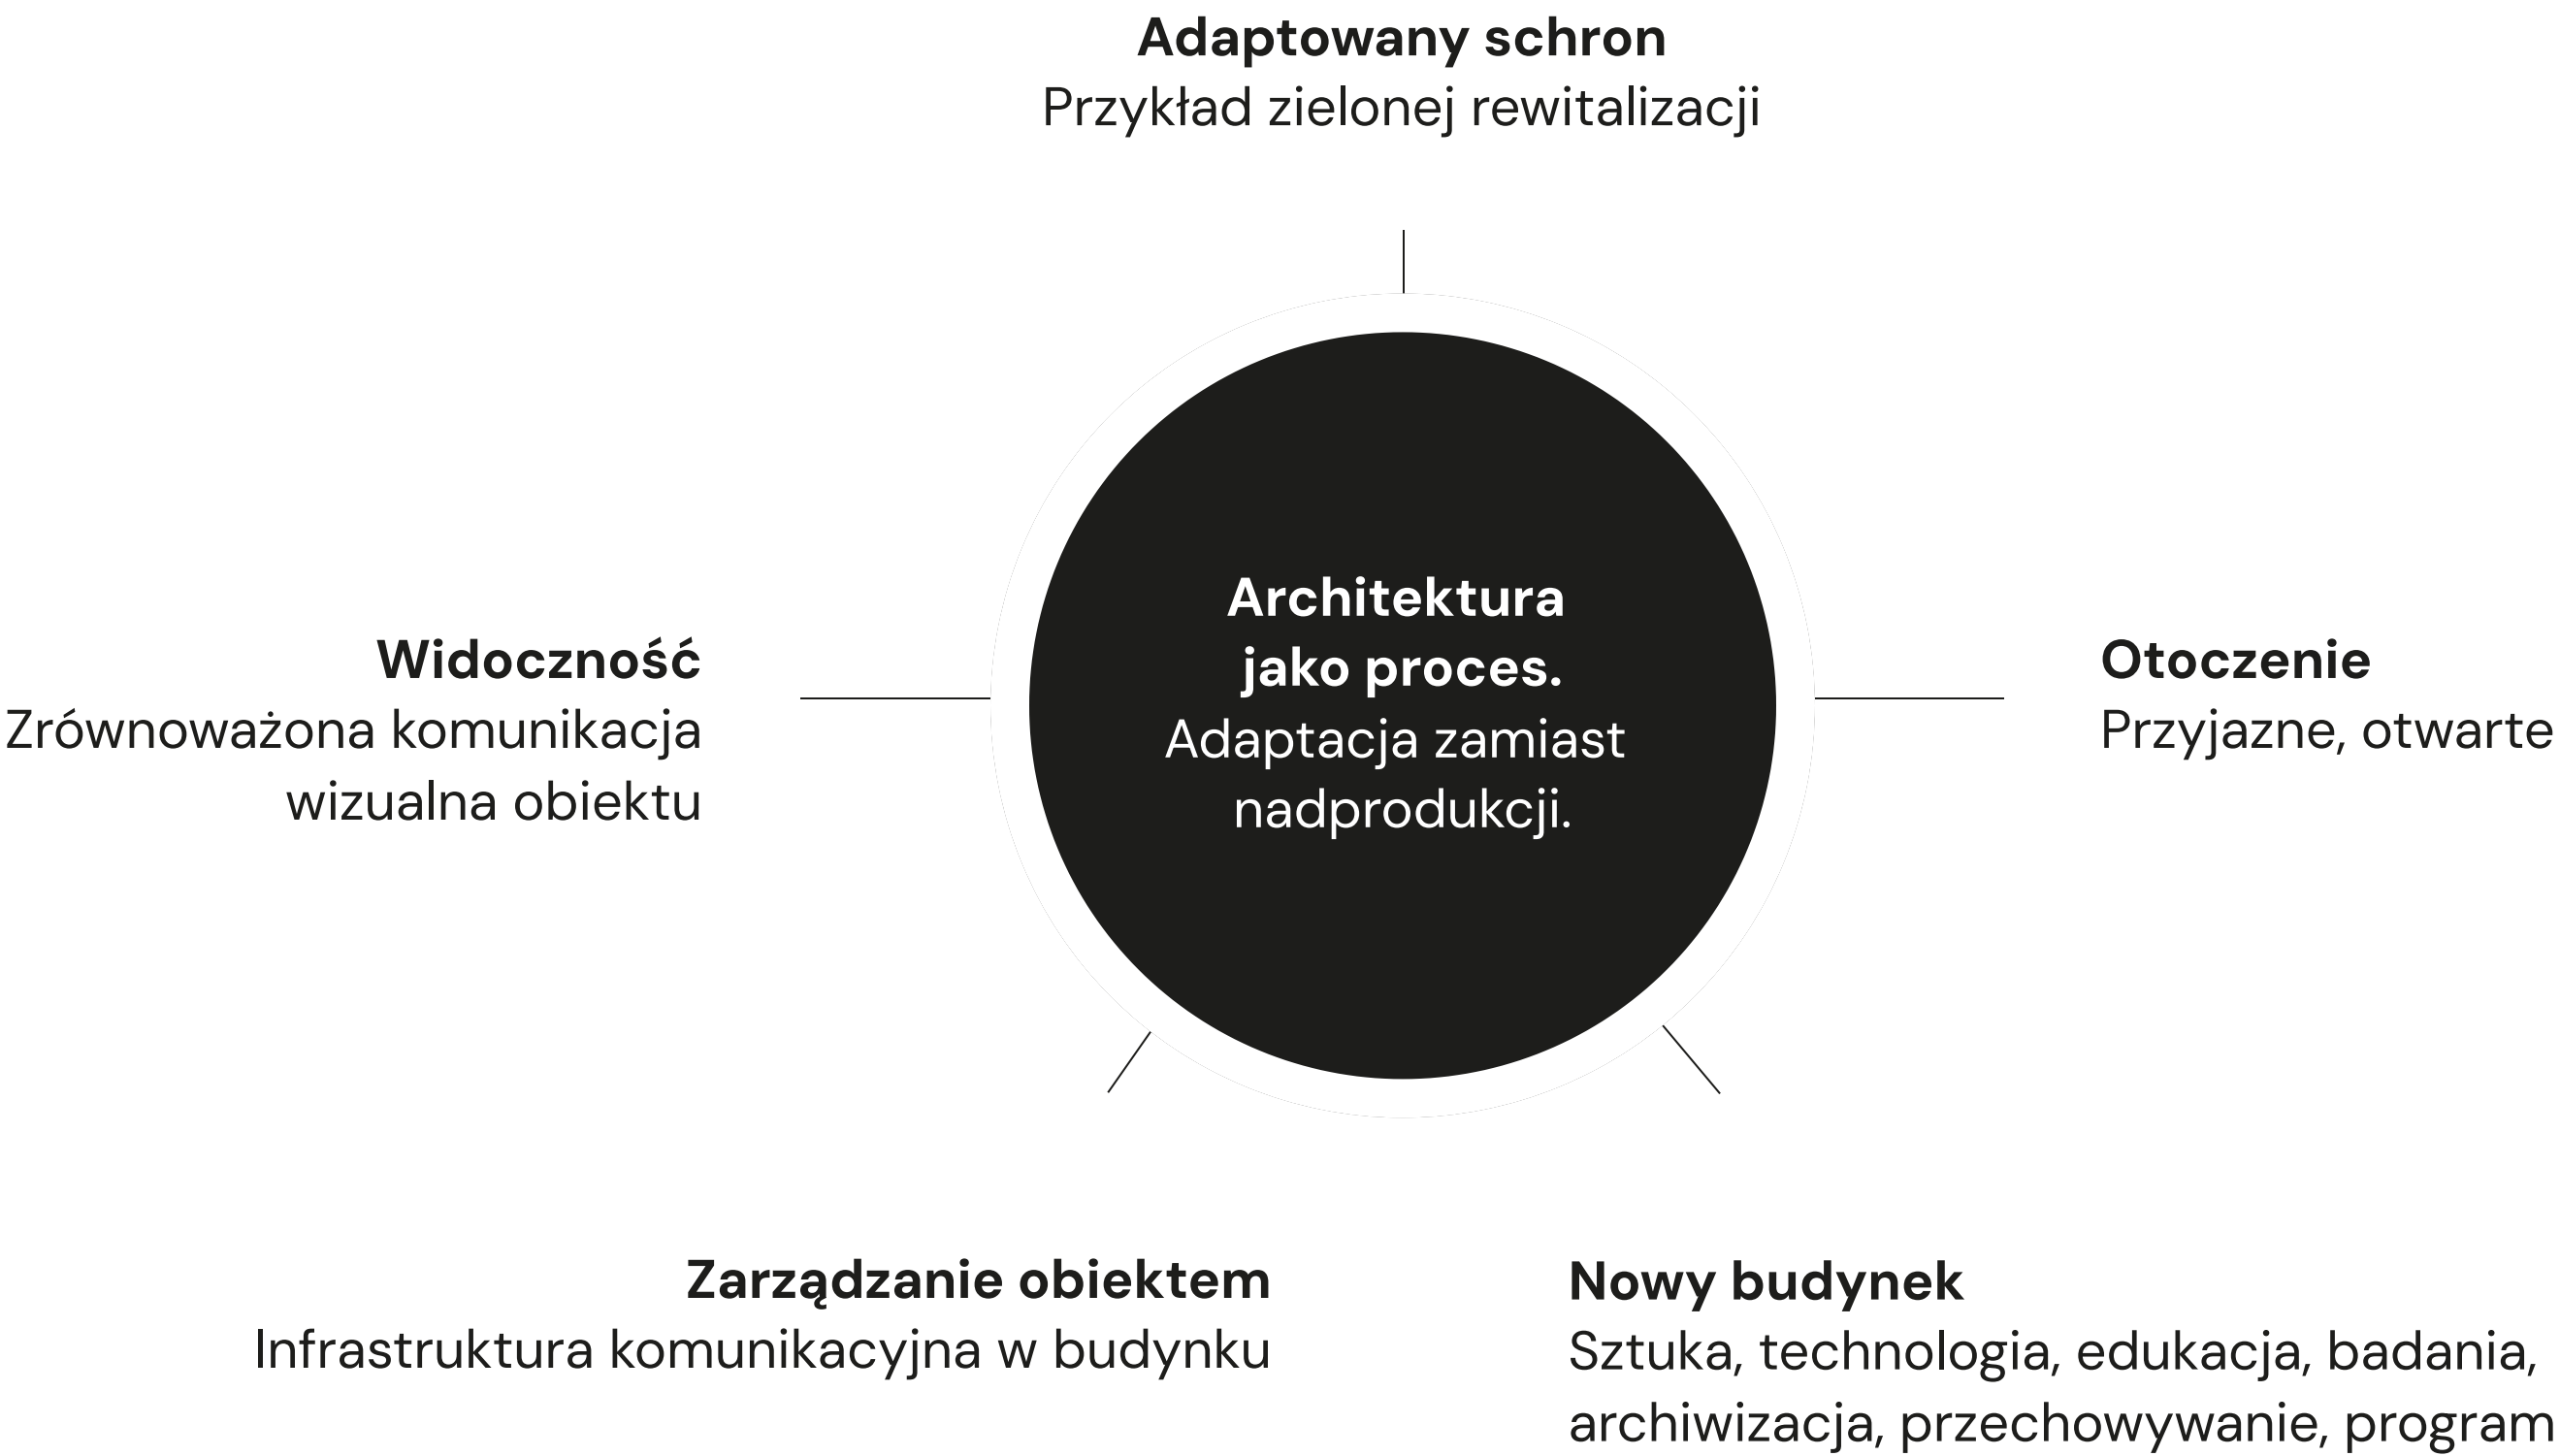 Adaptowany schron
Przykład zielonej rewitalizacji
Architektura
jako proces.
Adaptacja zamiast
nadprodukcji.
Widoczność
Zrównoważona komunikacja
wizualna obiektu
Otoczenie
Przyjazne, otwarte
Zarządzanie obiektem
Infrastruktura komunikacyjna w budynku
Nowy budynek
Sztuka, technologia, edukacja, badania,
archiwizacja, przechowywanie, program